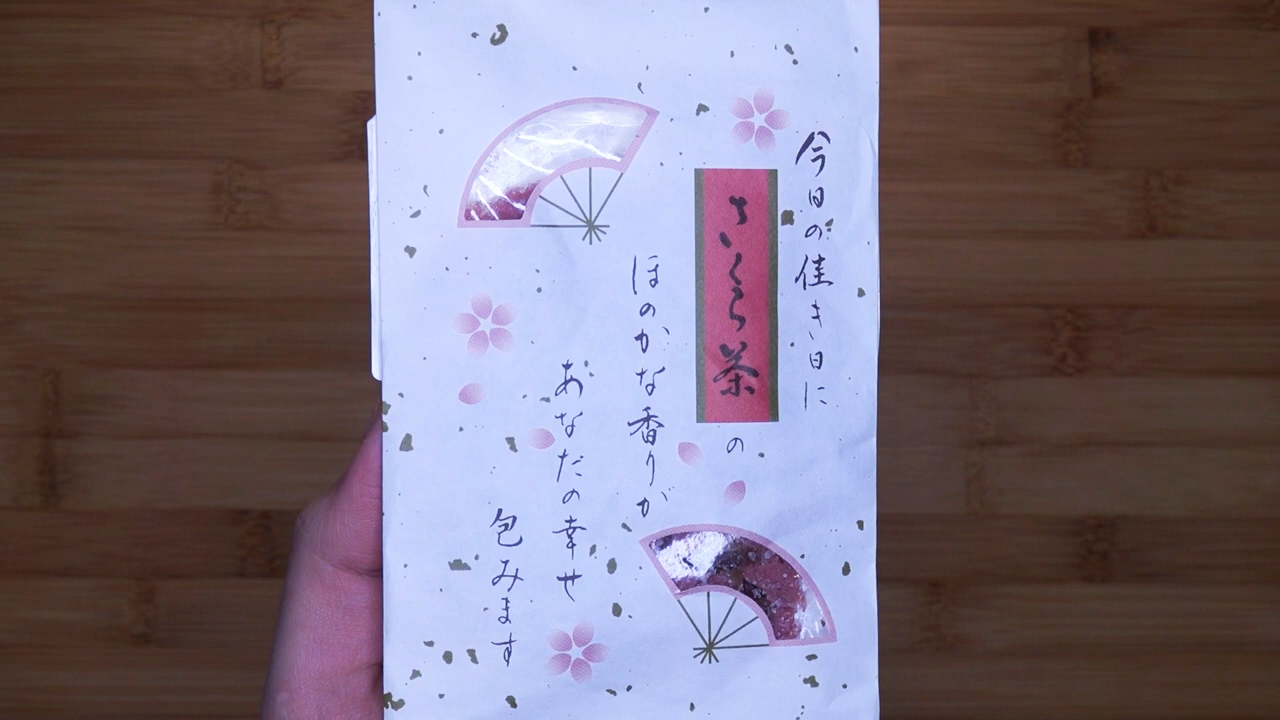 今日の佳き日に
さくら茶の
ほのかな香りが
あなたの幸せ
包みます